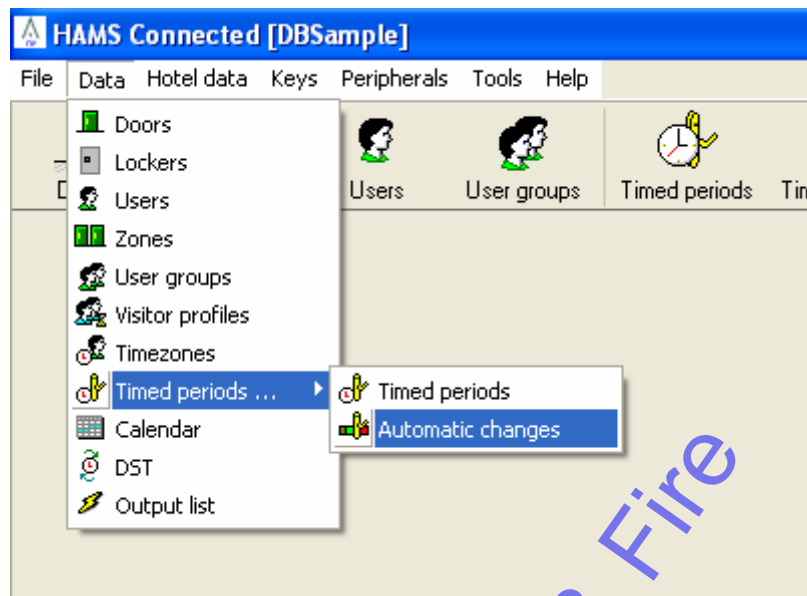 HAMS Connected [DBSample]
File Data Hotel data Keys Peripherals Tools Help
Users User groups Timed periods
Doors
Lockers
Users
Zones
User groups
Visitor profiles
Timezones
Timed periods ...
Timed periods
Automatic changes
Calendar
DST
Output list
Fire